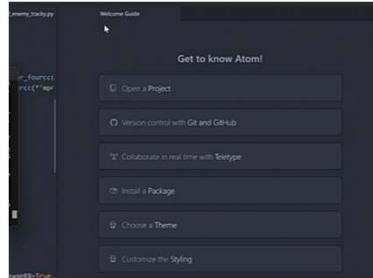 _enemy_tracky.py
Welcome Guide
Get to know Atom!
Open a Project
Version control with Git and GitHub
Collaborate in real time with Teletype
Install a Package
Choose a Theme
Customize the Styling